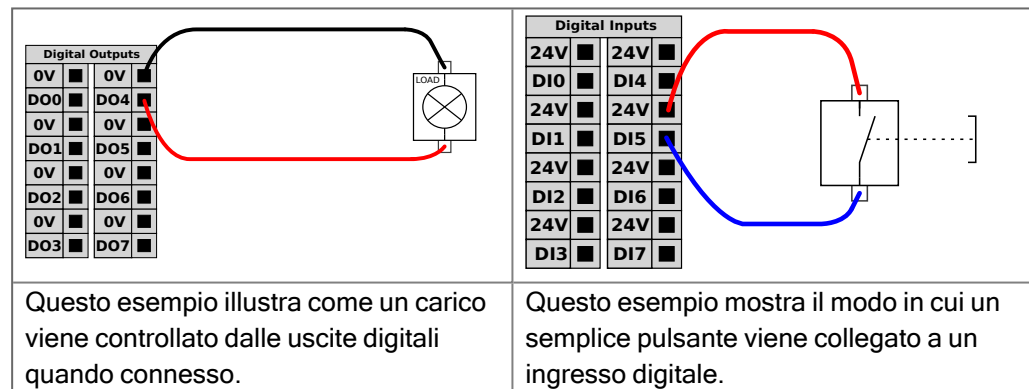 Digital Outputs
0V 0V
DO0 DO4
0V 0V
DO1 DO5
0V 0V
DO2 DO6
0V 0V
DO3 DO7
LOAD
Digital Inputs
24V 24V
DI0 DI4
24V 24V
DI1 DI5
24V 24V
DI2 DI6
24V 24V
DI3 DI7
Questo esempio illustra come un carico
viene controllato dalle uscite digitali
quando connesso.
Questo esempio mostra il modo in cui un
semplice pulsante viene collegato a un
ingresso digitale.